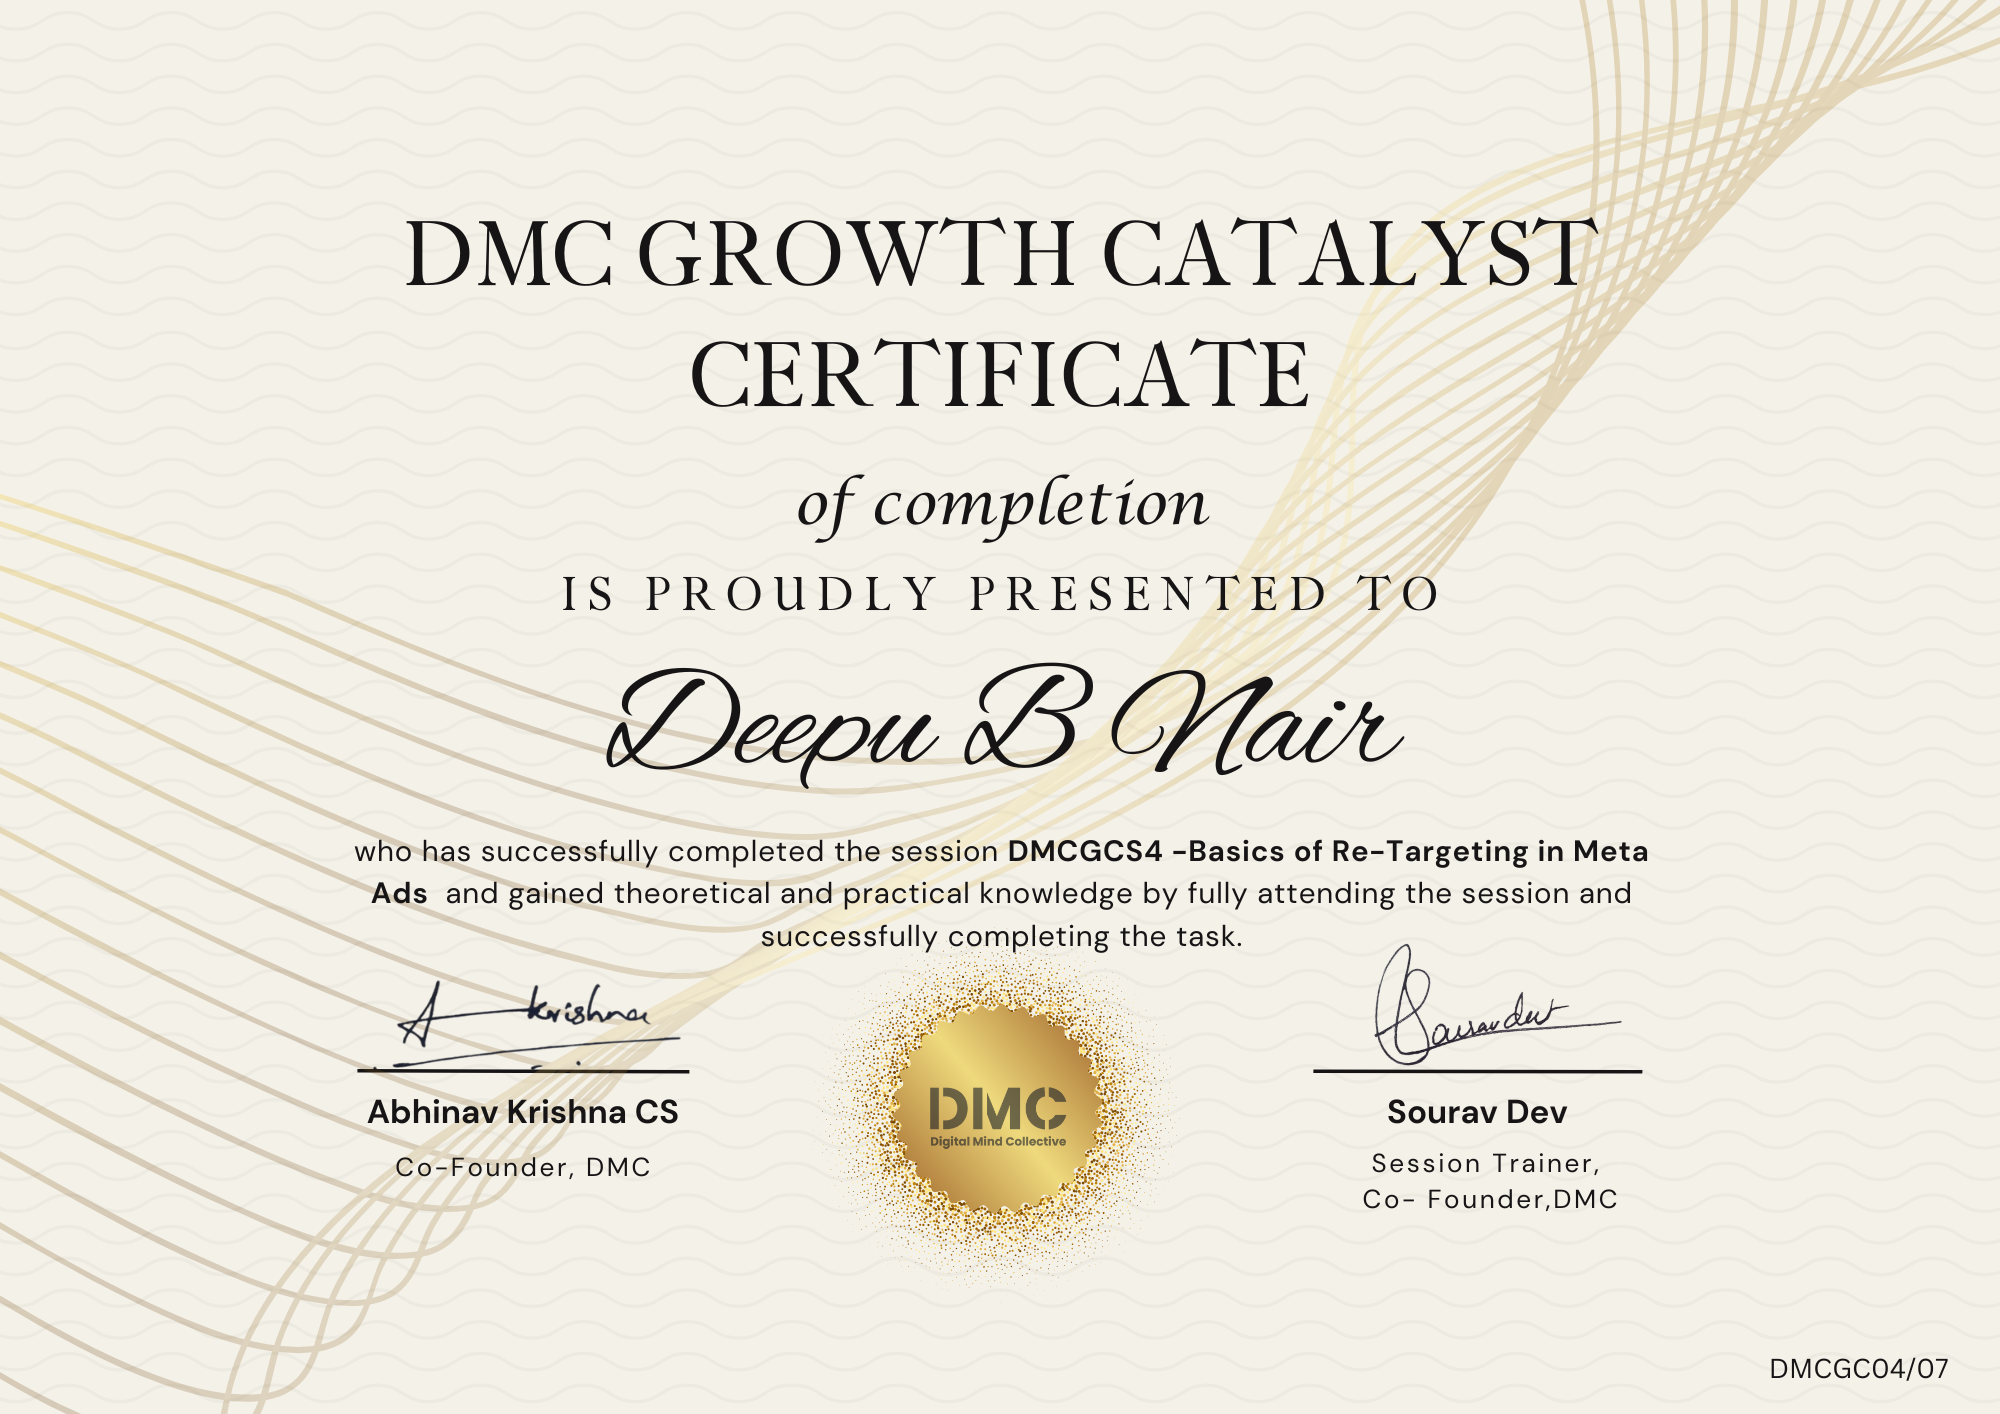 DMC GROWTH CATALYST
CERTIFICATE
of completion
IS PROUDLY PRESENTED TO
Deepu B Nair
who has successfully completed the session DMCGCS4 -Basics of Re-Targeting in Meta
Ads and gained theoretical and practical knowledge by fully attending the session and
successfully completing the task.
A krishna
Souravdev
DMC
Digital Mind Collective
Abhinav Krishna CS
Sourav Dev
Co-Founder, DMC
Session Trainer,
Co- Founder,DMC
DMCGC04/07